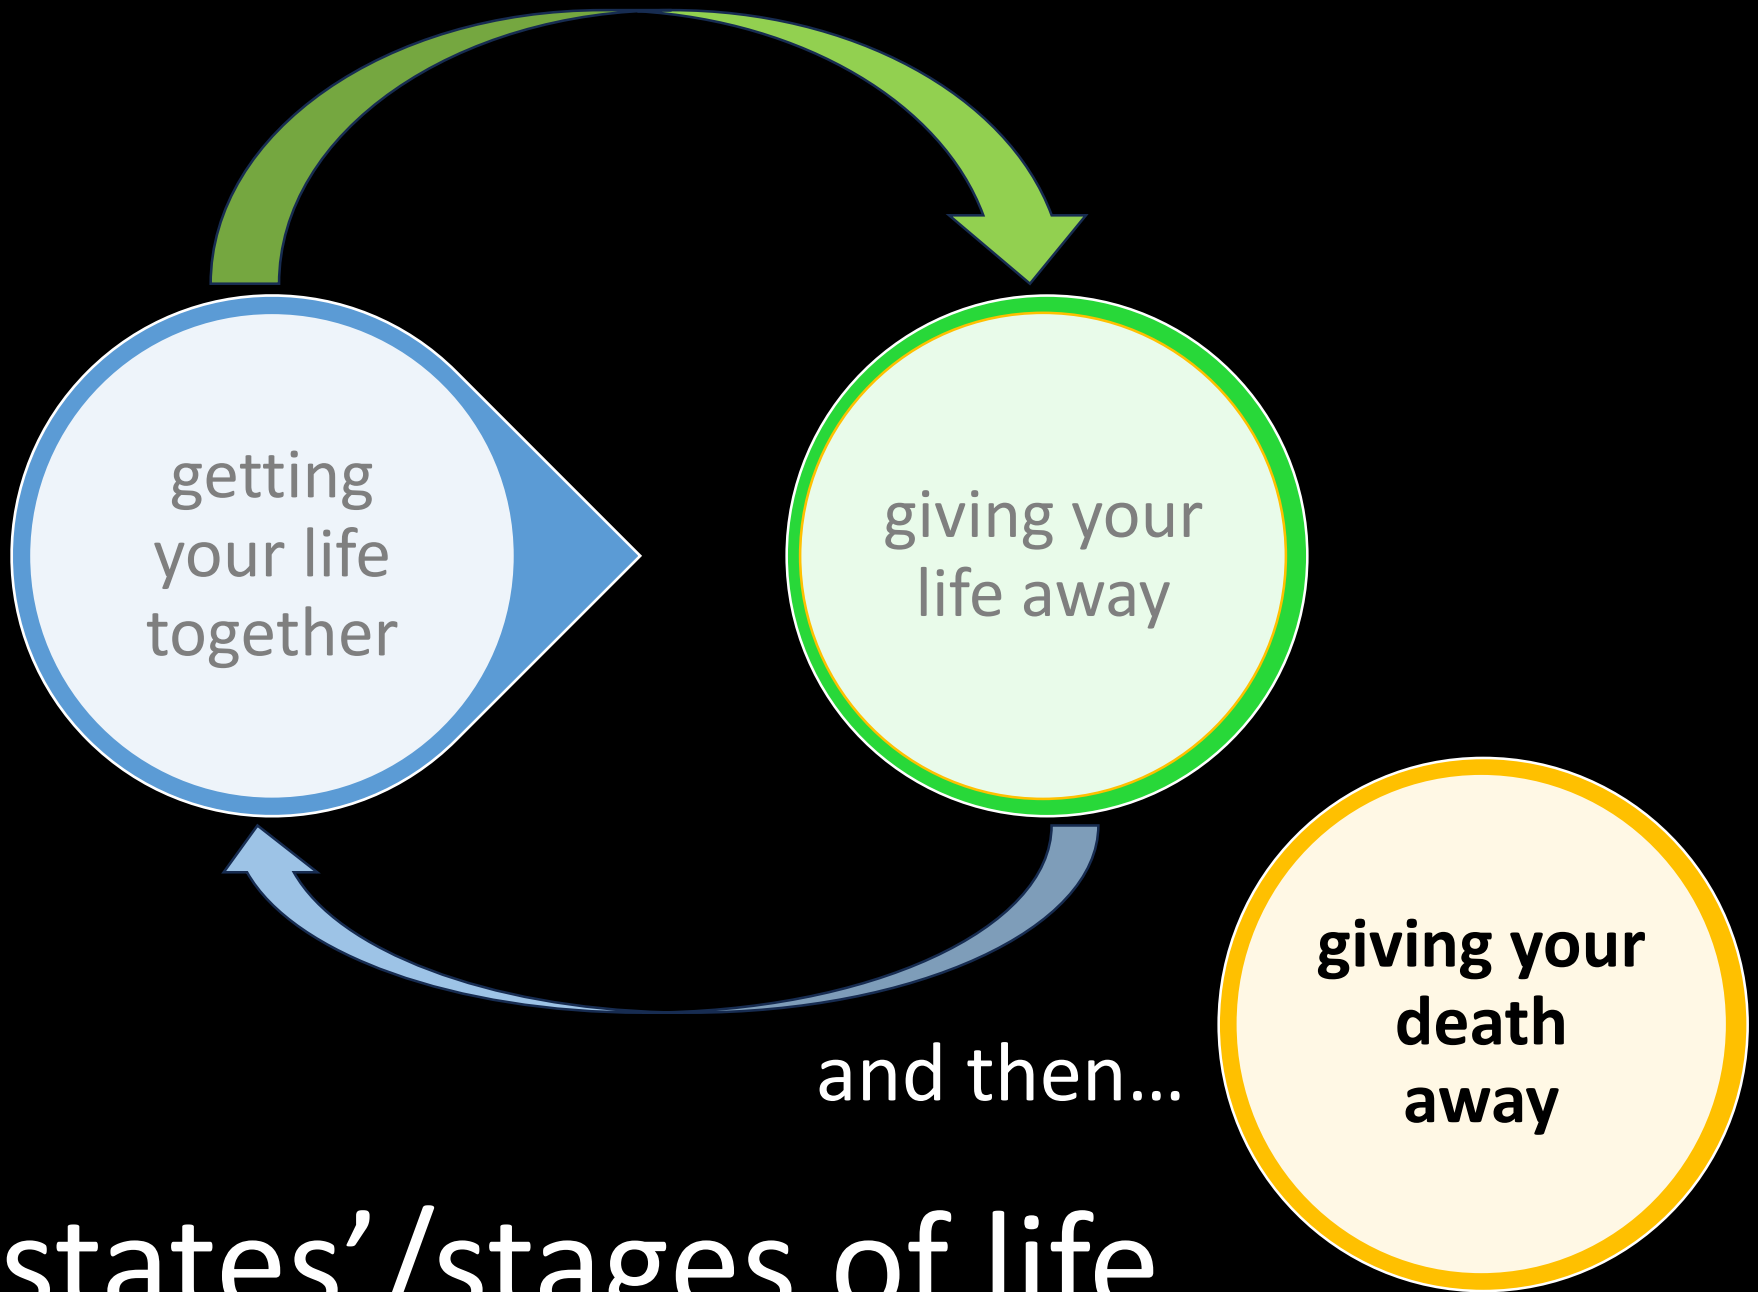 getting
your life
together
giving your
life away
and then…
giving your
death
away
states’/stages of life